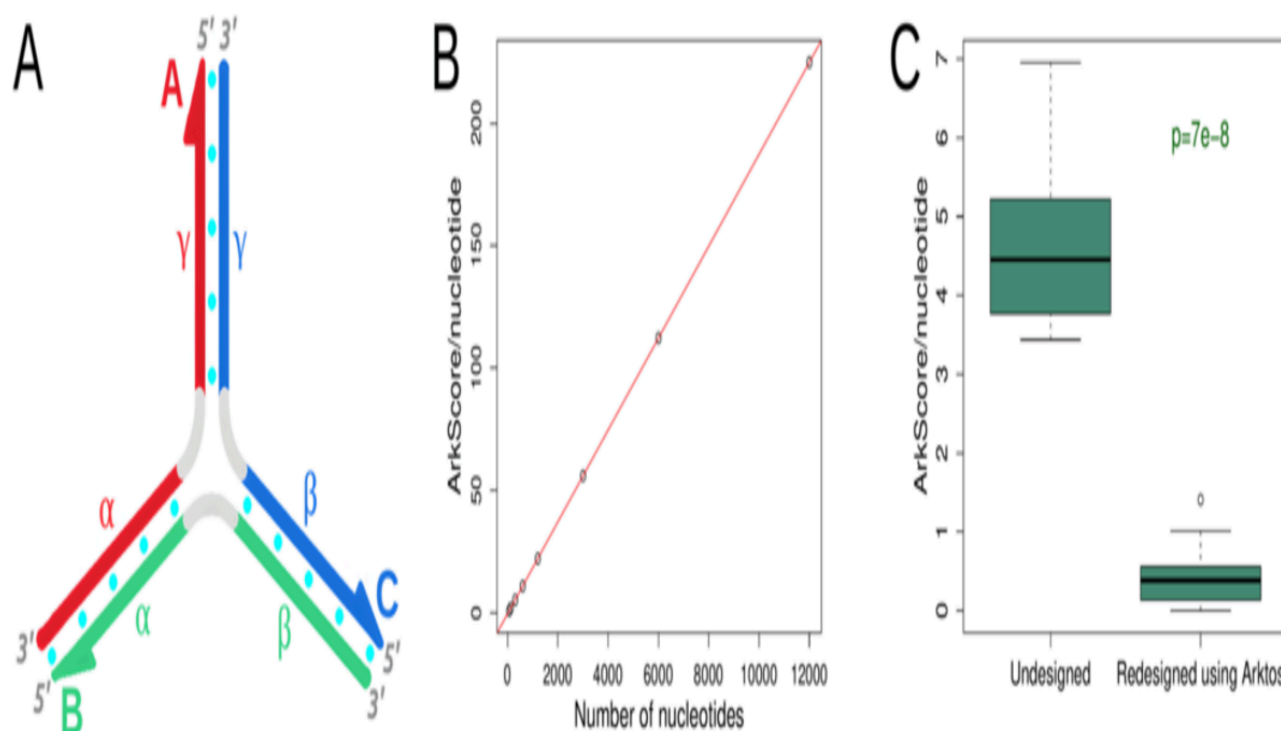 A
5' 3'
A
γ γ
α β
C
3' α β 5'
5' B 3'
B
ArkScore/nucleotide
200
150
100
50
0
0 2000 4000 6000 8000 10000 12000
Number of nucleotides
C
ArkScore/nucleotide
7
6
5
4
3
2
1
0
p=7e-8
Undesigned Redesigned using Arktos